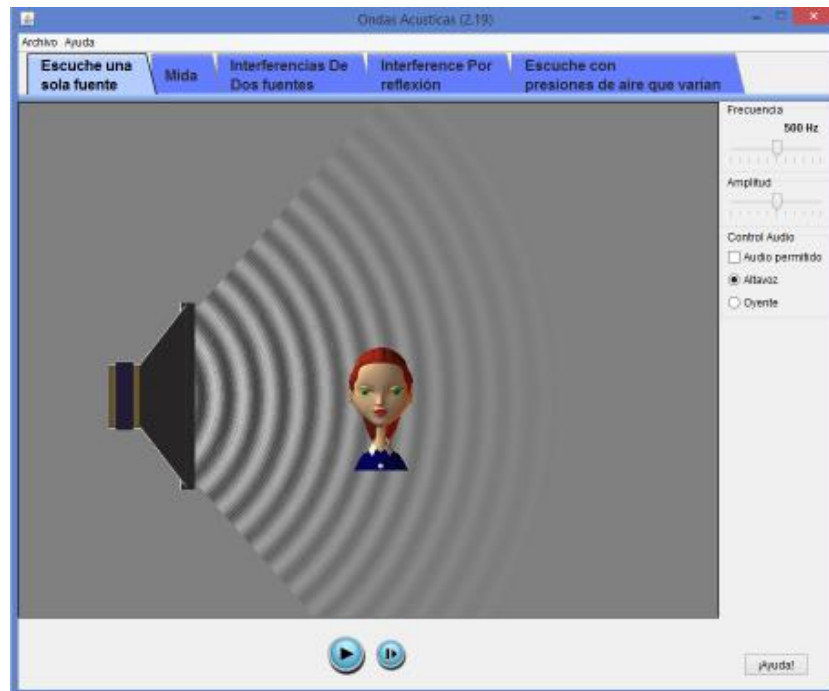 Ondas Acusticas (2.19)
Archivo Ayuda
Escuche una
sola fuente
Mida
Interferencias De
Dos fuentes
Interference Por
reflexión
Escuche con
presiones de aire que varían
Frecuencia
500 Hz
Amplitud
Control Audio
Audio permitido
Altavoz
Oyente
¡Ayuda!